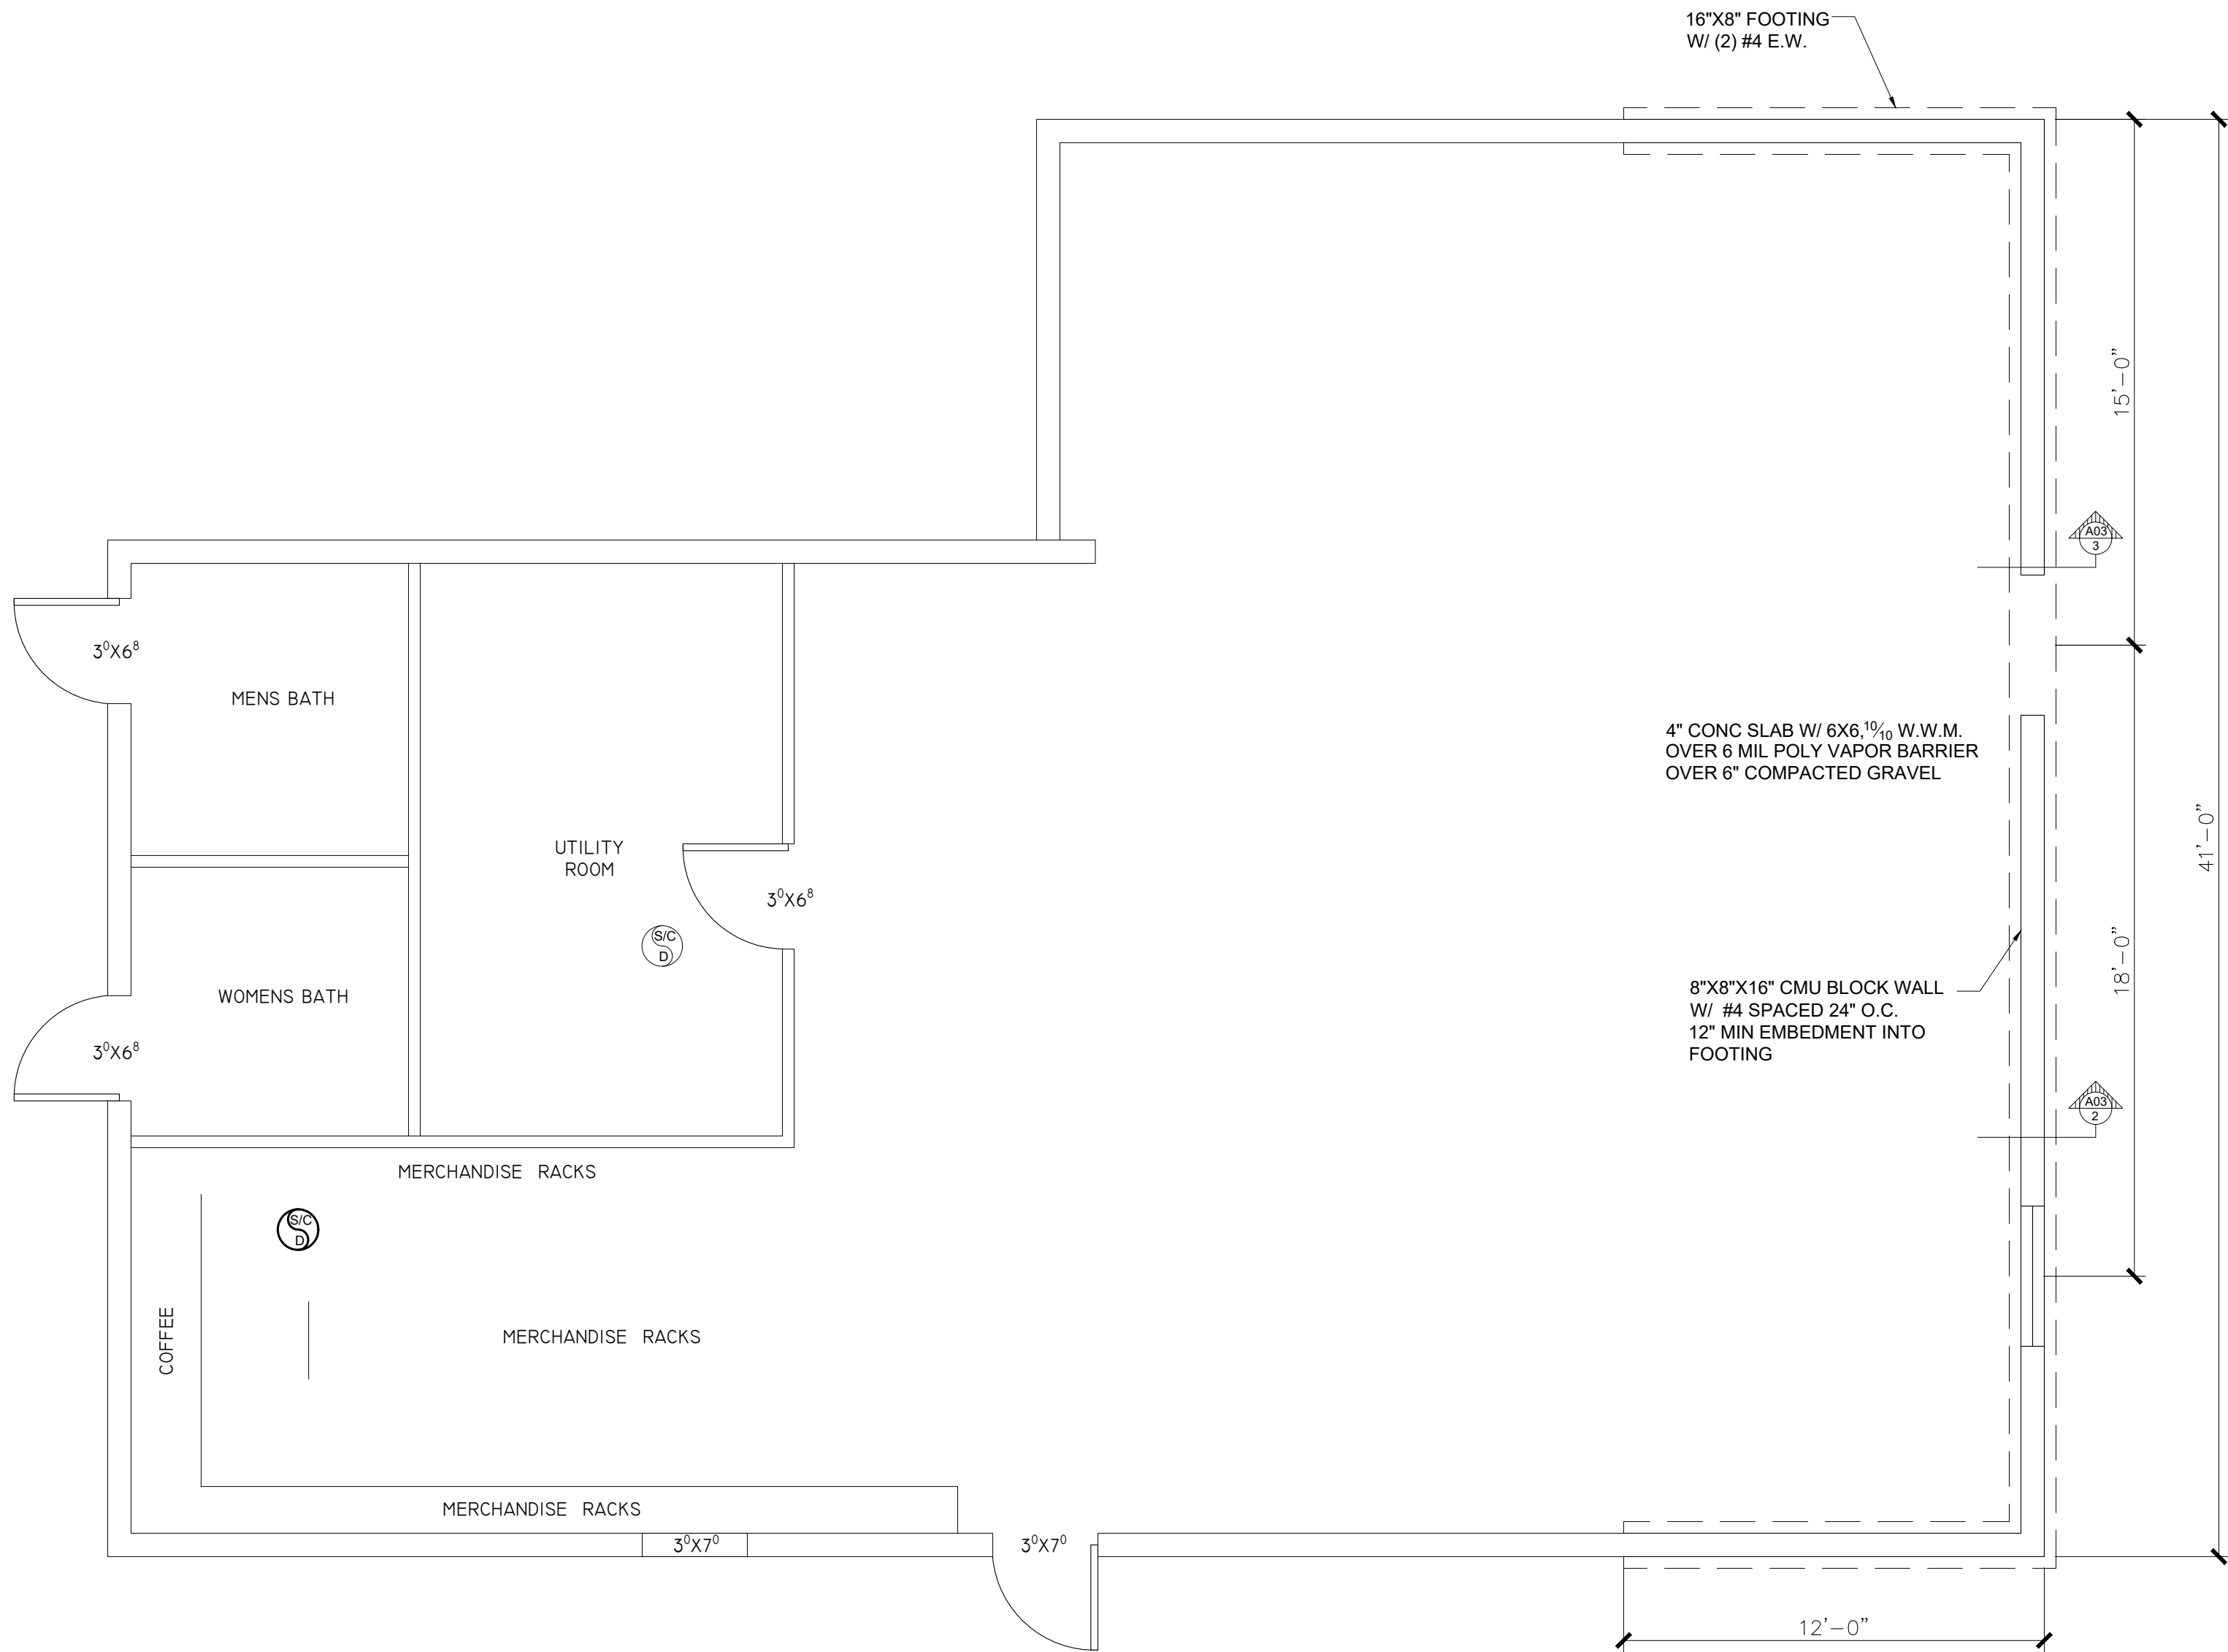 16"X8" FOOTING
W/ (2) #4 E.W.
15'-0"
A03
3
3⁰X6⁸
MENS BATH
4" CONC SLAB W/ 6X6,¹⁰⁄₁₀ W.W.M.
OVER 6 MIL POLY VAPOR BARRIER
OVER 6" COMPACTED GRAVEL
41'-0"
UTILITY
ROOM
3⁰X6⁸
S/C
D
18'-0"
WOMENS BATH
8"X8"X16" CMU BLOCK WALL
W/ #4 SPACED 24" O.C.
12" MIN EMBEDMENT INTO
FOOTING
3⁰X6⁸
A03
2
MERCHANDISE RACKS
S/C
D
COFFEE
MERCHANDISE RACKS
MERCHANDISE RACKS
3⁰X7⁰
3⁰X7⁰
12'-0"